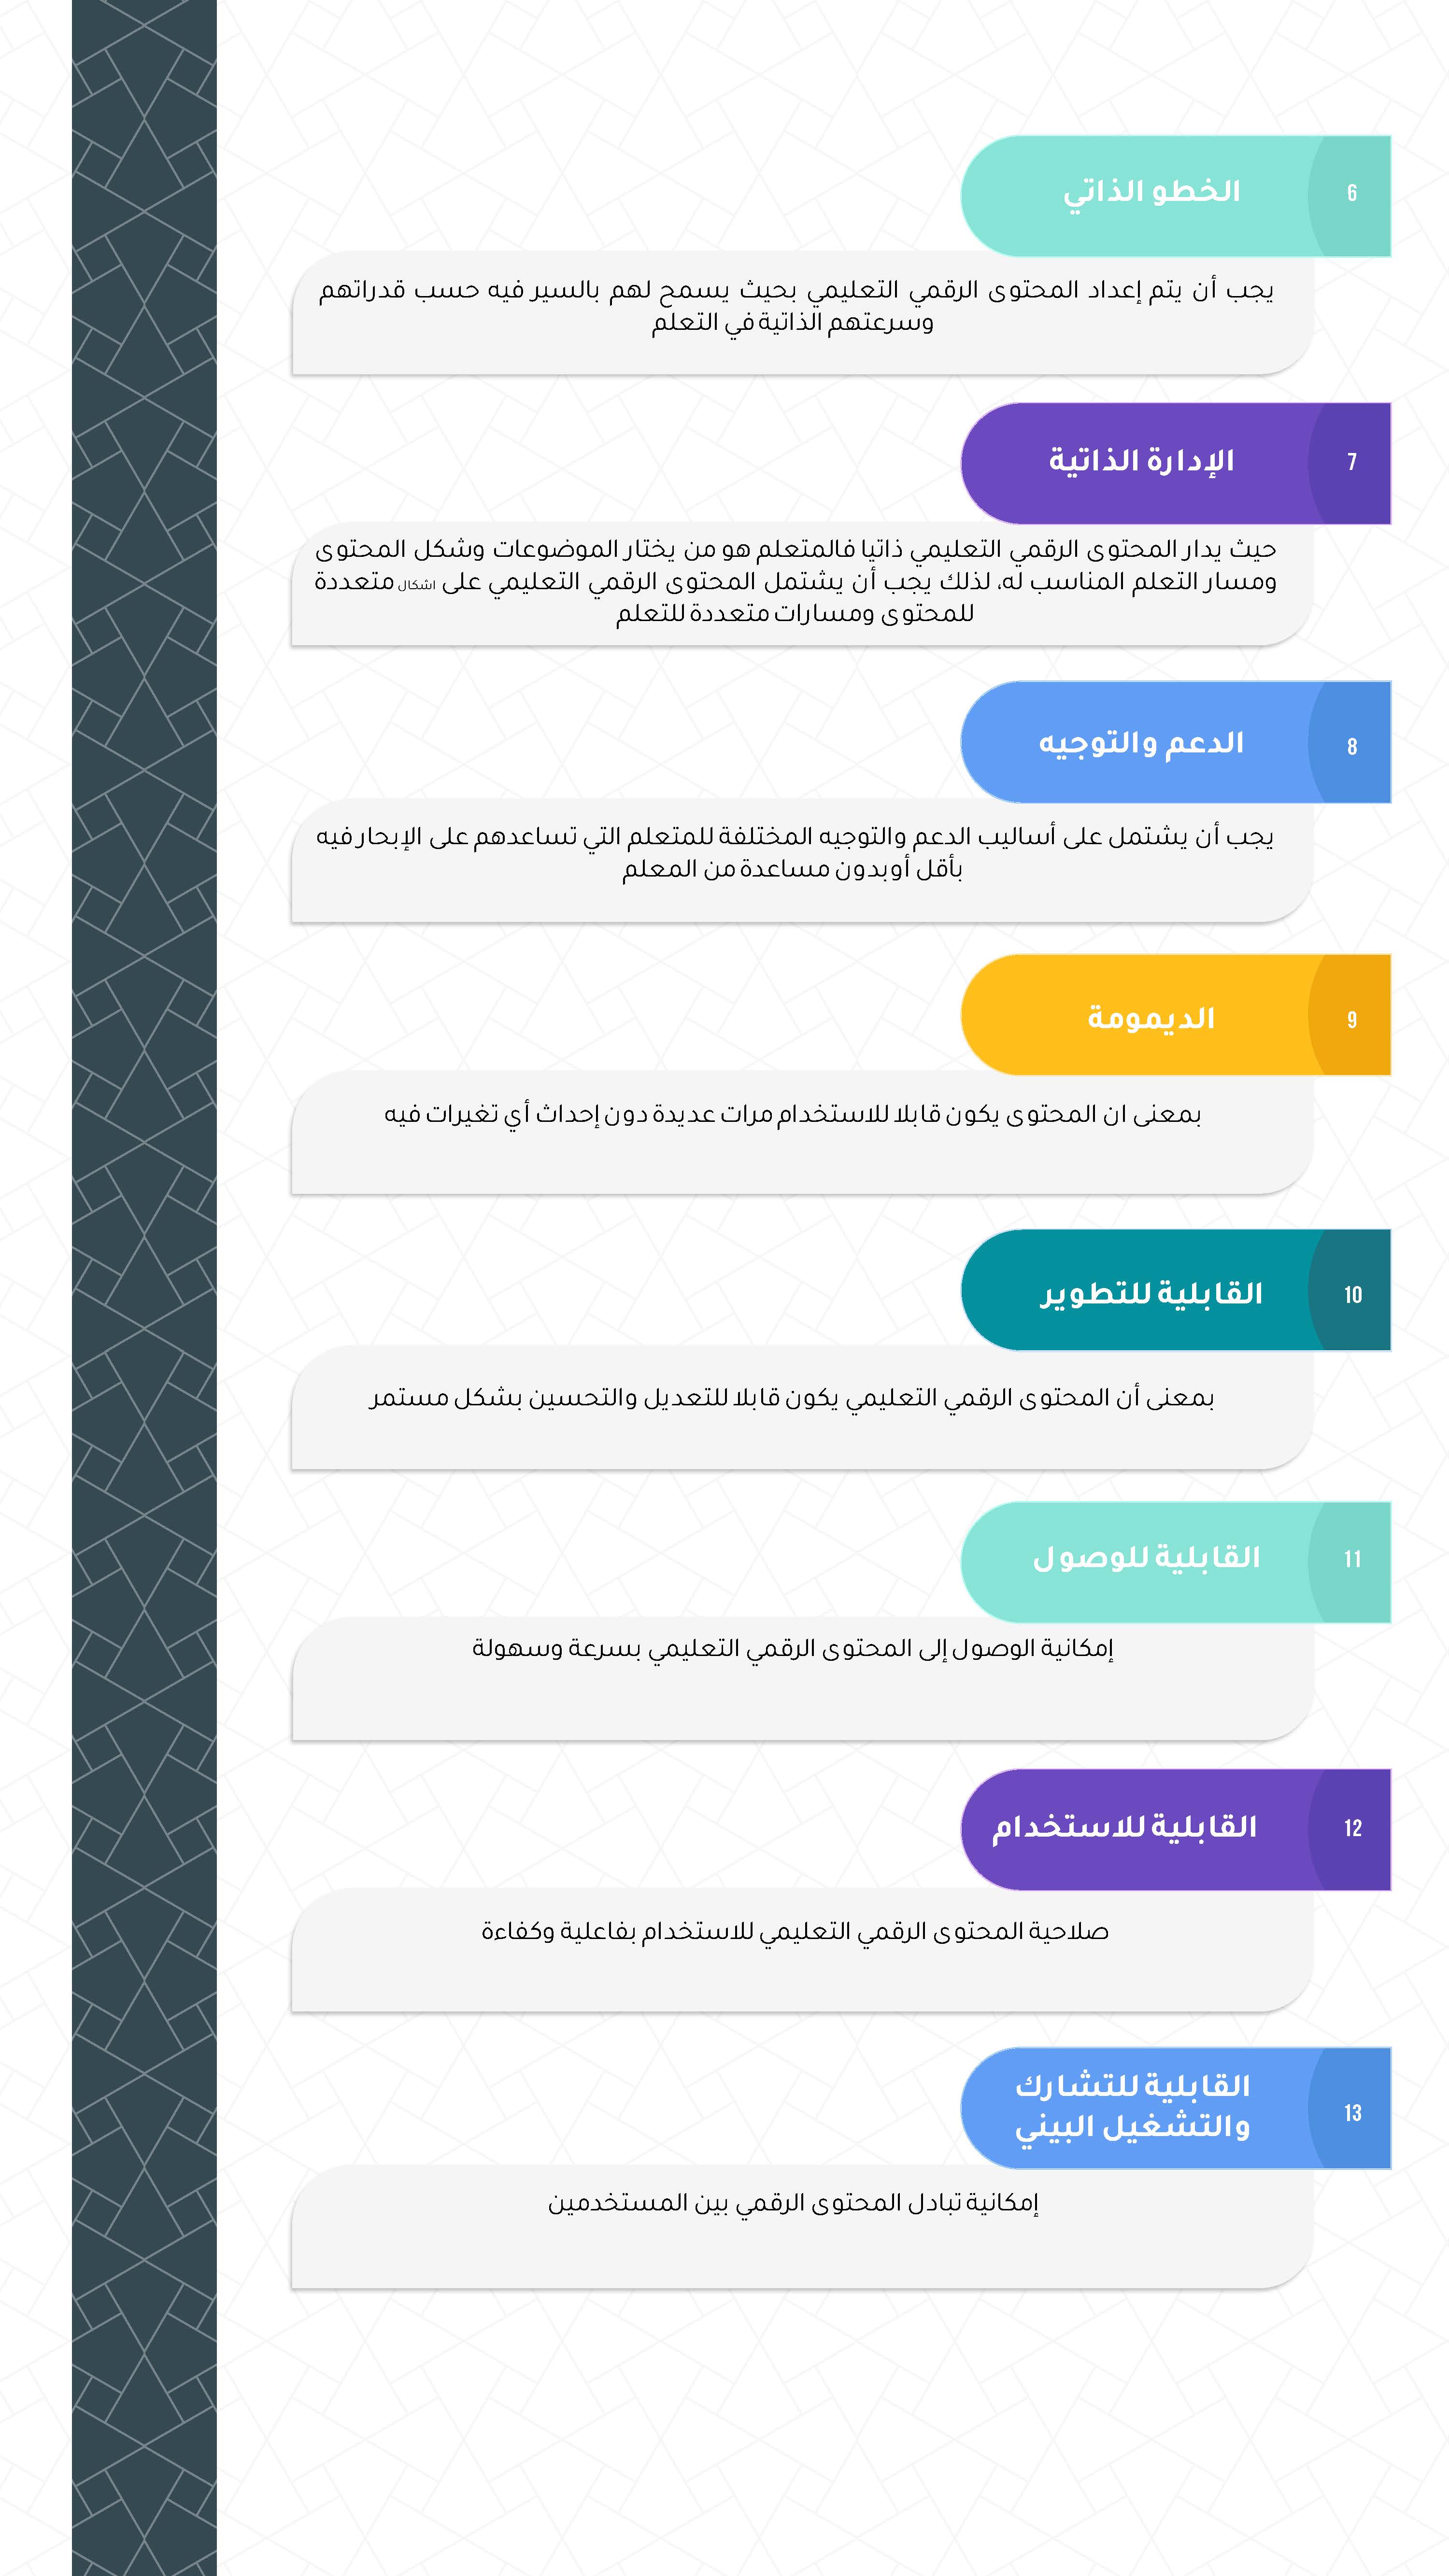 6
الخطو الذاتي
يجب أن يتم إعداد المحتوى الرقمي التعليمي بحيث يسمح لهم بالسير فيه حسب قدراتهم
وسرعتهم الذاتية في التعلم
7
الإدارة الذاتية
حيث يدار المحتوى الرقمي التعليمي ذاتيا فالمتعلم هو من يختار الموضوعات وشكل المحتوى
ومسار التعلم المناسب له، لذلك يجب أن يشتمل المحتوى الرقمي التعليمي على اشكال متعددة
للمحتوى ومسارات متعددة للتعلم
8
الدعم والتوجيه
يجب أن يشتمل على أساليب الدعم والتوجيه المختلفة للمتعلم التي تساعدهم على الإبحار فيه
بأقل أوبدون مساعدة من المعلم
9
الديمومة
بمعنى ان المحتوى يكون قابلا للاستخدام مرات عديدة دون إحداث أي تغيرات فيه
10
القابلية للتطوير
بمعنى أن المحتوى الرقمي التعليمي يكون قابلا للتعديل والتحسين بشكل مستمر
11
القابلية للوصول
إمكانية الوصول إلى المحتوى الرقمي التعليمي بسرعة وسهولة
12
القابلية للاستخدام
صلاحية المحتوى الرقمي التعليمي للاستخدام بفاعلية وكفاءة
13
القابلية للتشارك
والتشغيل البيني
إمكانية تبادل المحتوى الرقمي بين المستخدمين